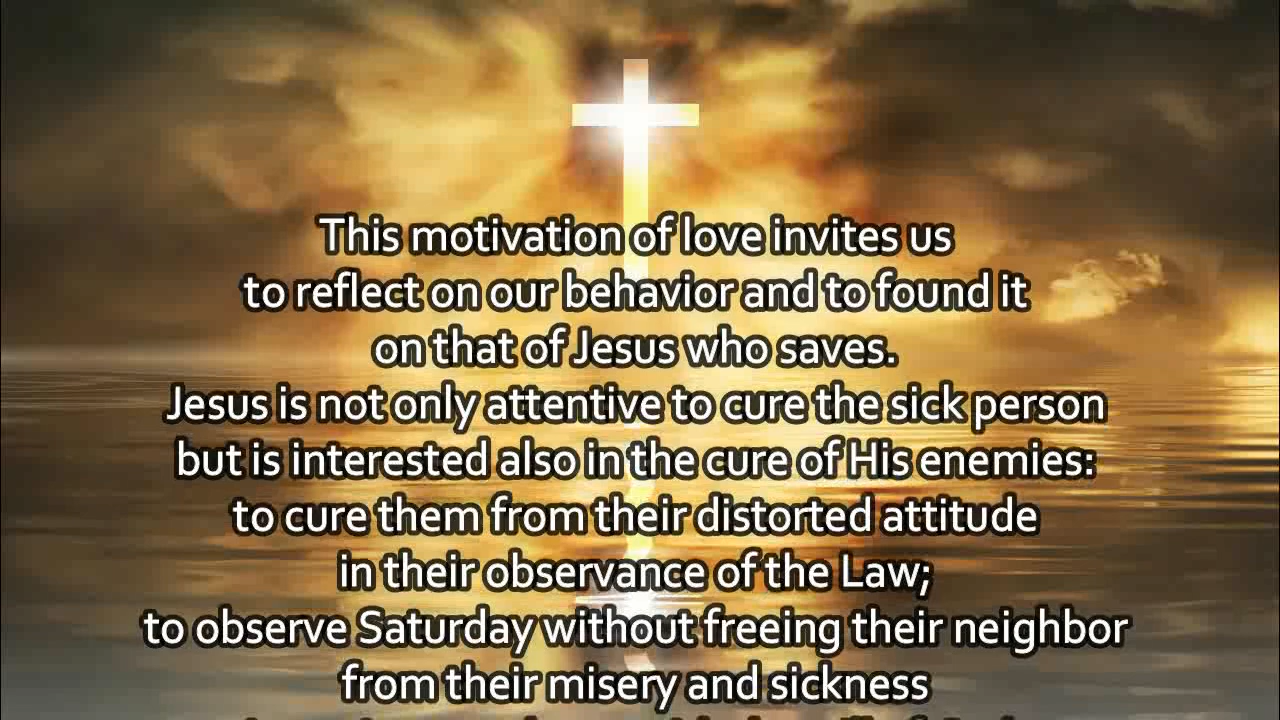 This motivation of love invites us
to reflect on our behavior and to found it
on that of Jesus who saves.
Jesus is not only attentive to cure the sick person
but is interested also in the cure of His enemies:
to cure them from their distorted attitude
in their observance of the Law;
to observe Saturday without freeing their neighbor
from their misery and sickness